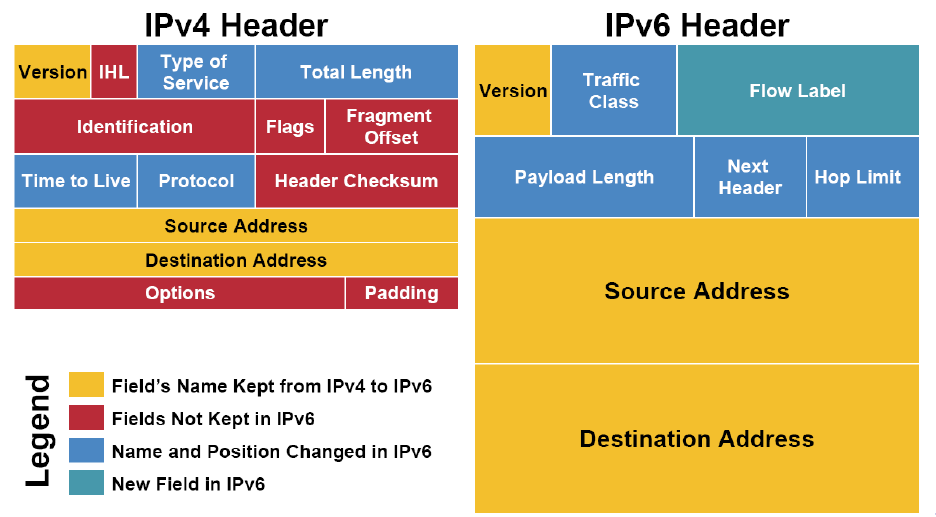 IPv4 Header
Version IHL Type of Service Total Length
Identification Flags Fragment Offset
Time to Live Protocol Header Checksum
Source Address
Destination Address
Options Padding
IPv6 Header
Version Traffic Class Flow Label
Payload Length Next Header Hop Limit
Source Address
Destination Address
Legend
Field's Name Kept from IPv4 to IPv6
Fields Not Kept in IPv6
Name and Position Changed in IPv6
New Field in IPv6